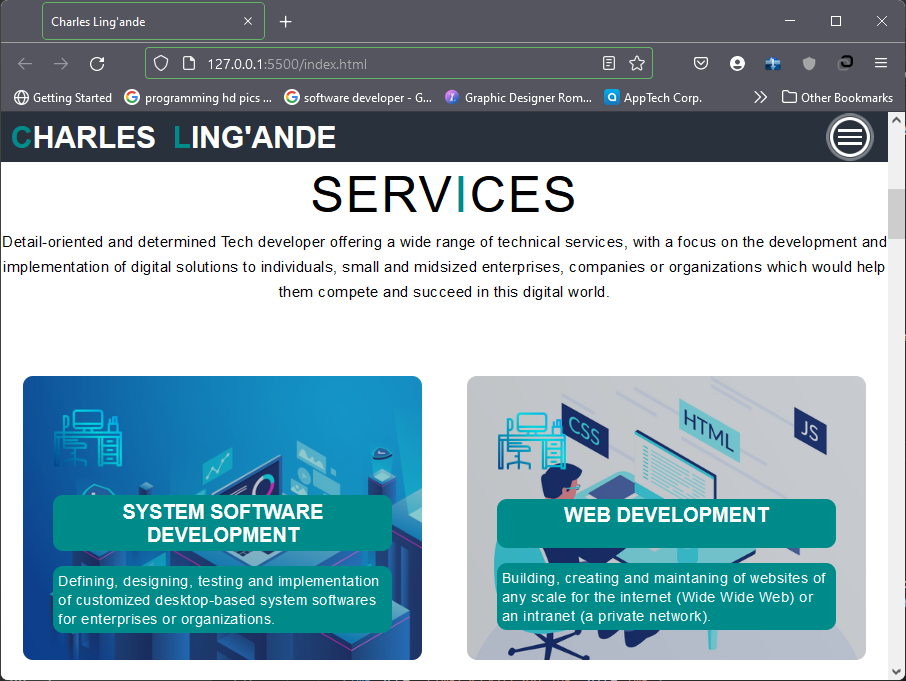 Charles Ling'ande
127.0.0.1:5500/index.html
Getting Started programming hd pics ... software developer - G... Graphic Designer Rom... AppTech Corp. Other Bookmarks
CHARLES LING'ANDE
SERVICES
Detail-oriented and determined Tech developer offering a wide range of technical services, with a focus on the development and
implementation of digital solutions to individuals, small and midsized enterprises, companies or organizations which would help
them compete and succeed in this digital world.
SYSTEM SOFTWARE
DEVELOPMENT
Defining, designing, testing and implementation
of customized desktop-based system softwares
for enterprises or organizations.
CSS
HTML
JS
WEB DEVELOPMENT
Building, creating and maintaning of websites of
any scale for the internet (Wide Wide Web) or
an intranet (a private network).